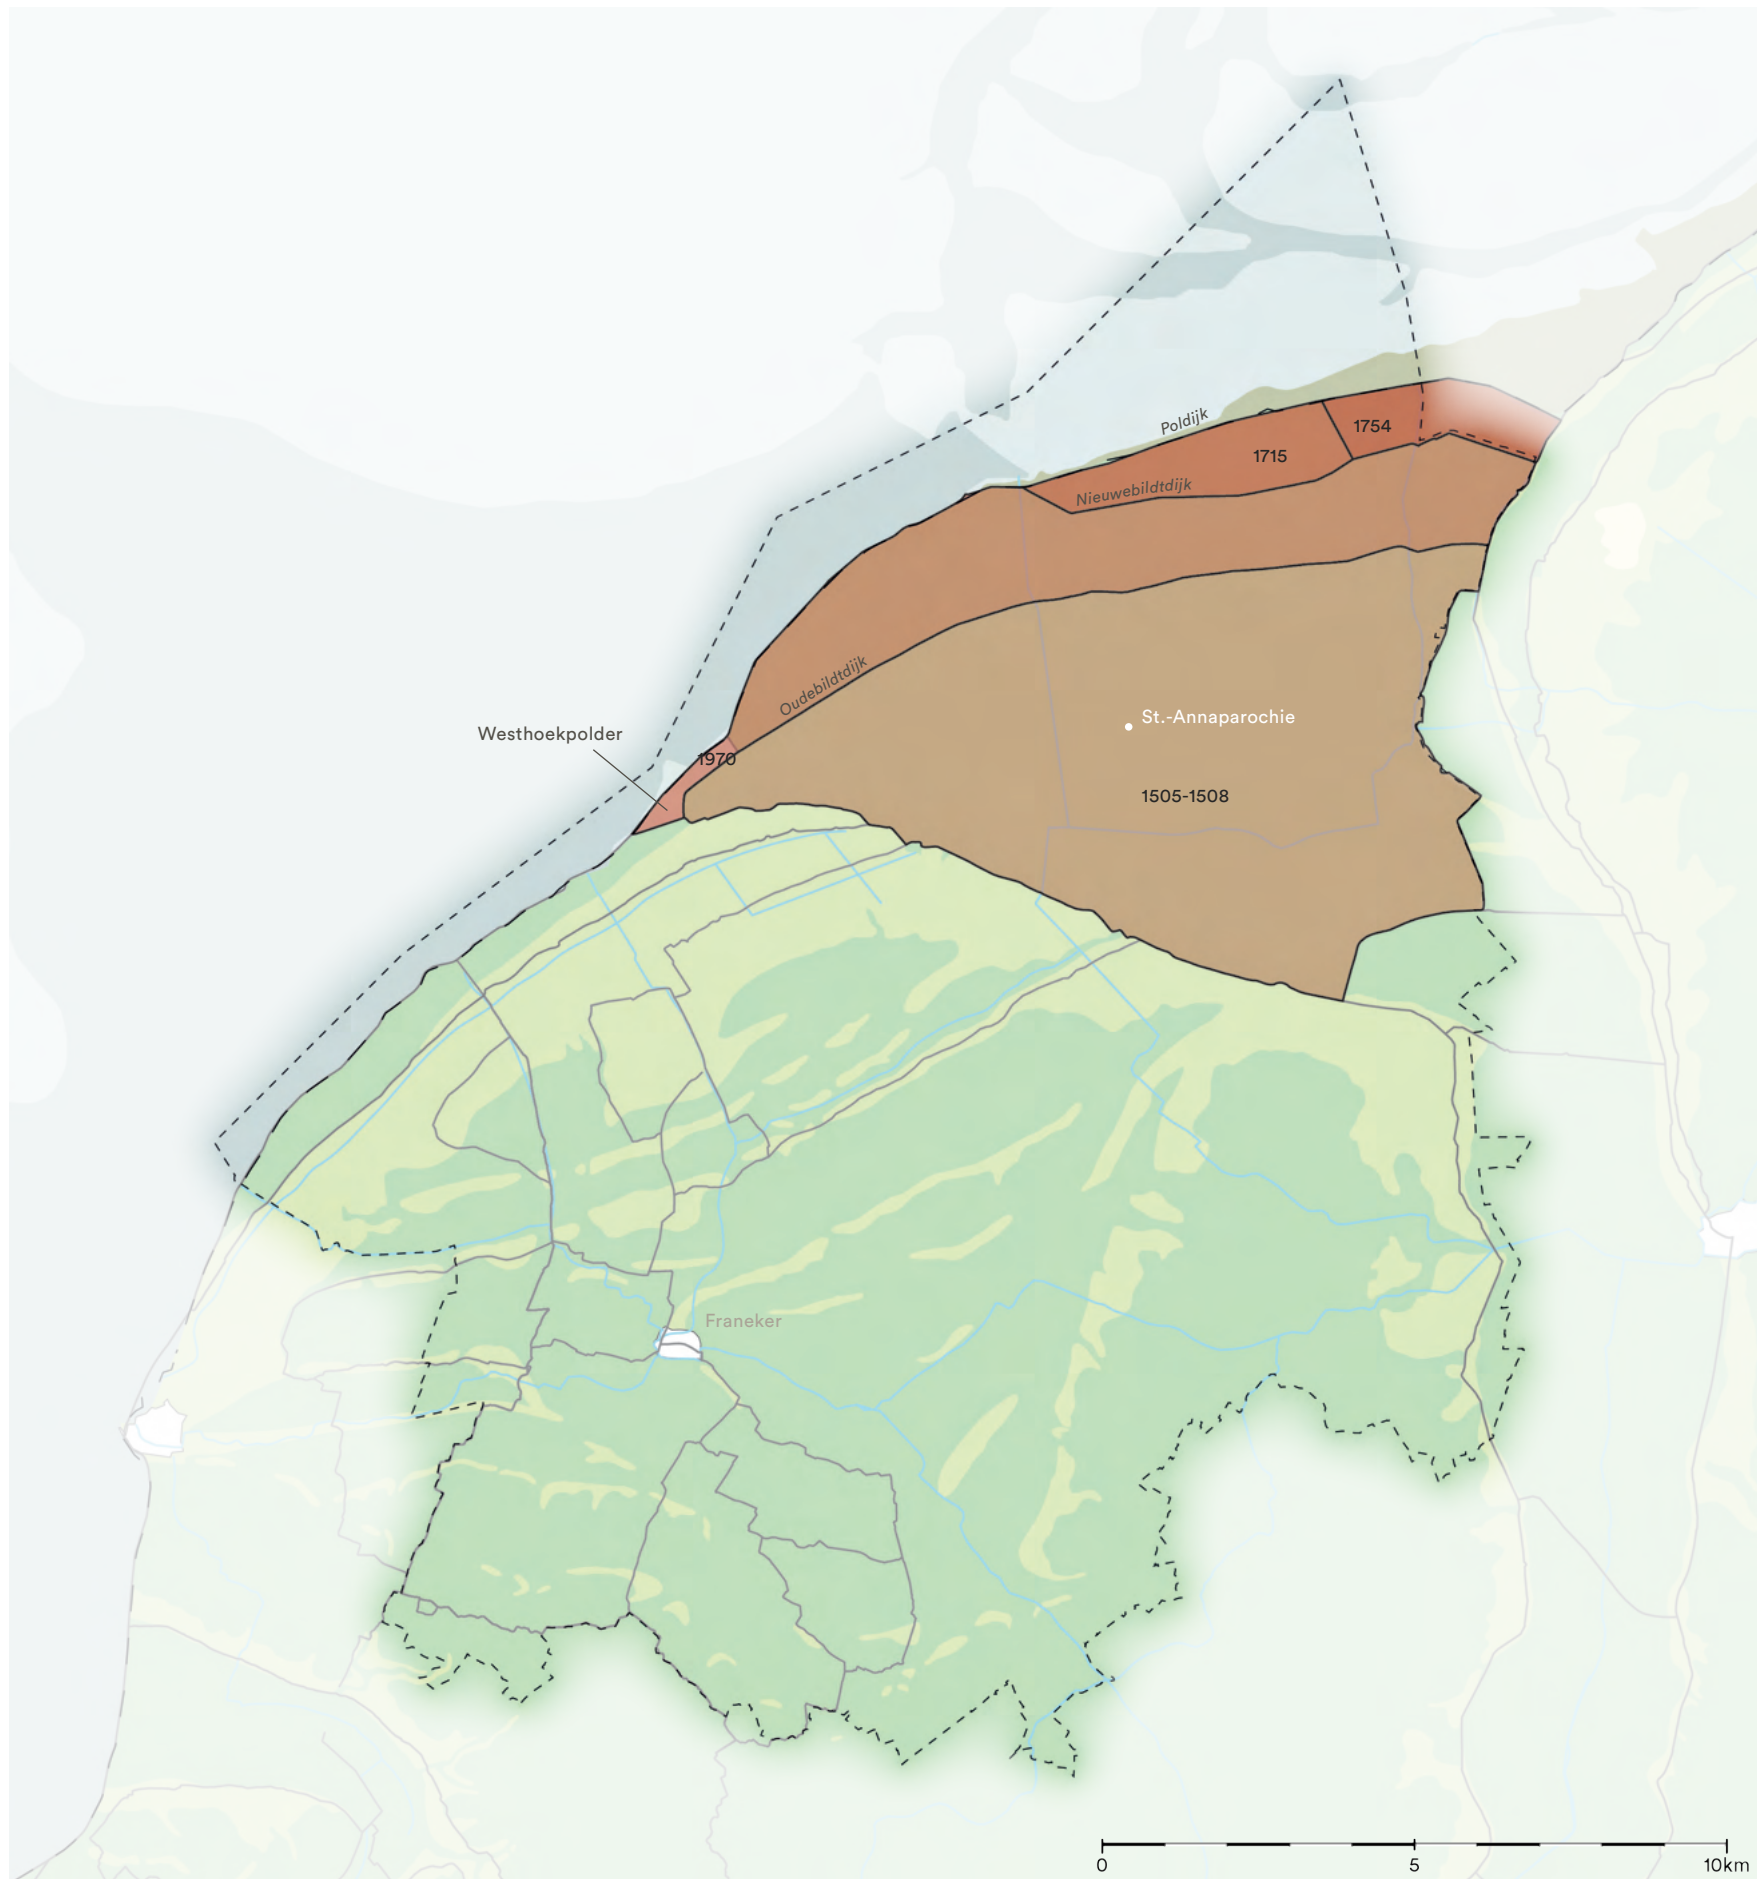 Poldijk
1754
1715
Nieuwebildtdijk
Oudebildtdijk
St.-Annaparochie
Westhoekpolder
1970
1505-1508
Franeker
0
5
10km